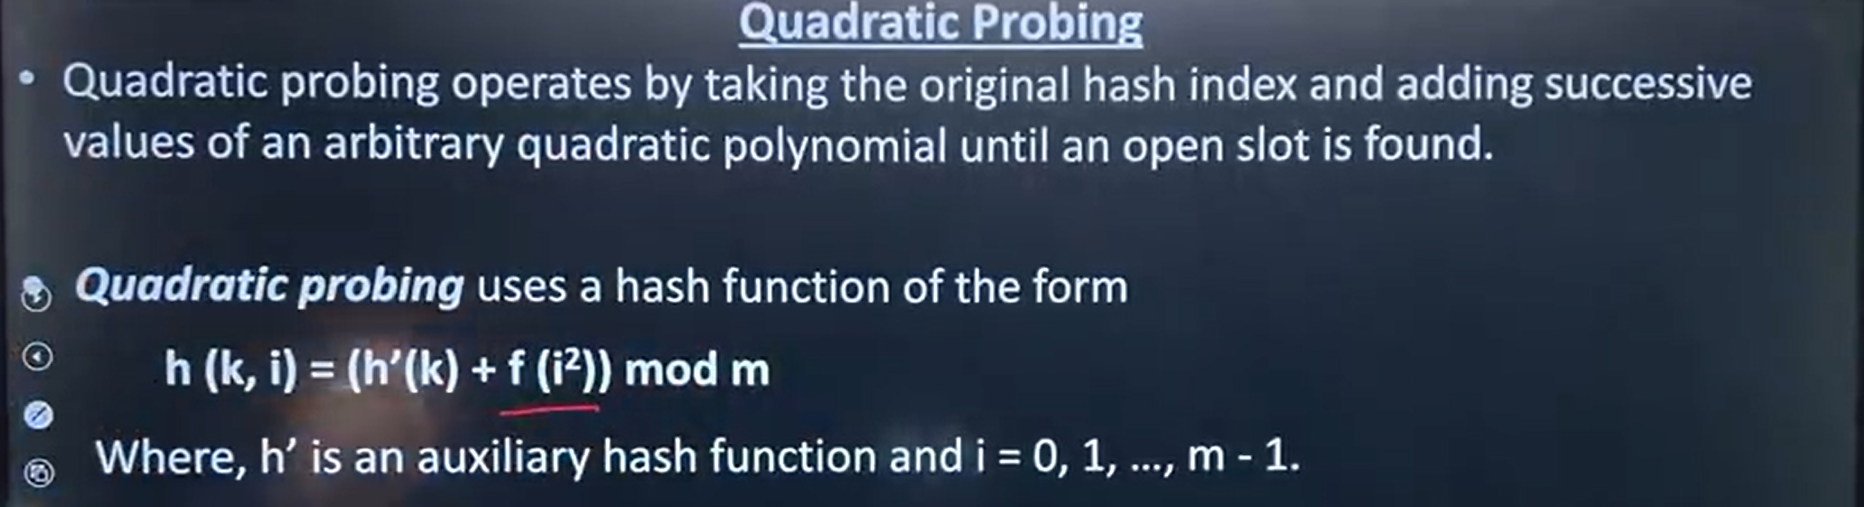 Quadratic Probing
• Quadratic probing operates by taking the original hash index and adding successive
values of an arbitrary quadratic polynomial until an open slot is found.
Quadratic probing uses a hash function of the form
h (k, i) = (h′(k) + f (i²)) mod m
Where, h′ is an auxiliary hash function and i = 0, 1, ..., m - 1.